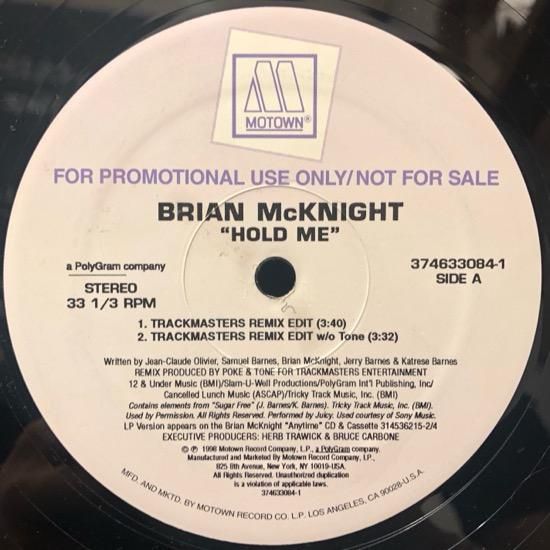 MOTOWN®
FOR PROMOTIONAL USE ONLY/NOT FOR SALE
BRIAN McKNIGHT
"HOLD ME"
a PolyGram company
STEREO
33 1/3 RPM
374633084-1
SIDE A
1. TRACKMASTERS REMIX EDIT (3:40)
2. TRACKMASTERS REMIX EDIT w/o Tone (3:32)
Written by Jean-Claude Olivier, Samuel Barnes, Brian McKnight, Jerry Barnes & Katrese Barnes
REMIX PRODUCED BY POKE & TONE FOR TRACKMASTERS ENTERTAINMENT
12 & Under Music (BMI)/Slam-U-Well Productions/PolyGram Int'l Publishing, Inc/
Cancelled Lunch Music (ASCAP)/Tricky Track Music, Inc. (BMI)
Contains elements from "Sugar Free" (J. Barnes/K. Barnes). Tricky Track Music, Inc. (BMI).
Used by Permission. All Rights Reserved. Performed by Juicy. Used courtesy of Sony Music.
LP Version appears on the Brian McKnight "Anytime" CD & Cassette 314536215-2/4
EXECUTIVE PRODUCERS: HERB TRAWICK & BRUCE CARBONE
© ℗ 1998 Motown Record Company, L.P., a PolyGram company.
Manufactured and Marketed By Motown Record Company, L.P.,
825 8th Avenue, New York, NY 10019-USA.
All Rights Reserved. Unauthorized duplication
is a violation of applicable laws.
374633084-1
MFD. AND MKTD. BY MOTOWN RECORD CO. L.P. LOS ANGELES, CA 90028-U.S.A.